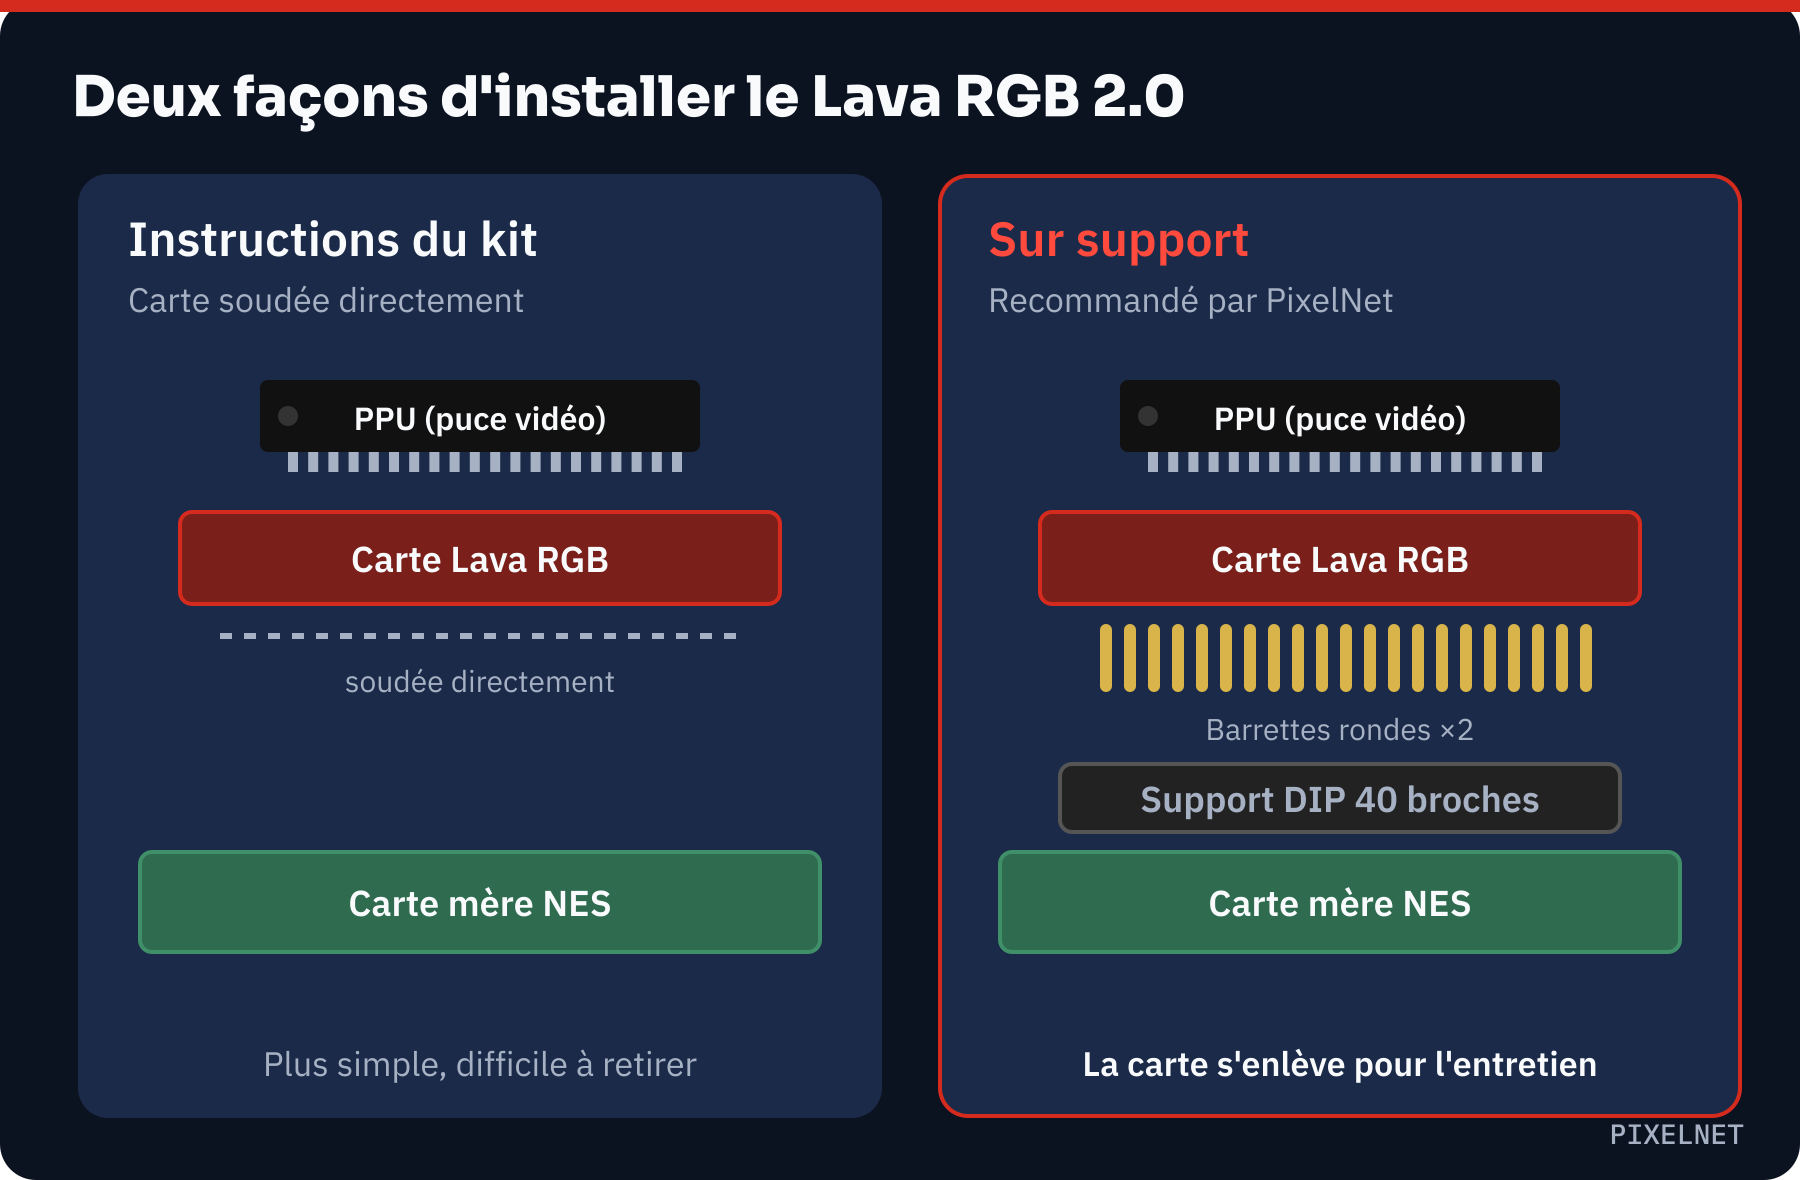 Deux façons d'installer le Lava RGB 2.0
Instructions du kit
Carte soudée directement
PPU (puce vidéo)
Carte Lava RGB
soudée directement
Carte mère NES
Plus simple, difficile à retirer
Sur support
Recommandé par PixelNet
PPU (puce vidéo)
Carte Lava RGB
Barrettes rondes ×2
Support DIP 40 broches
Carte mère NES
La carte s'enlève pour l'entretien
PIXELNET